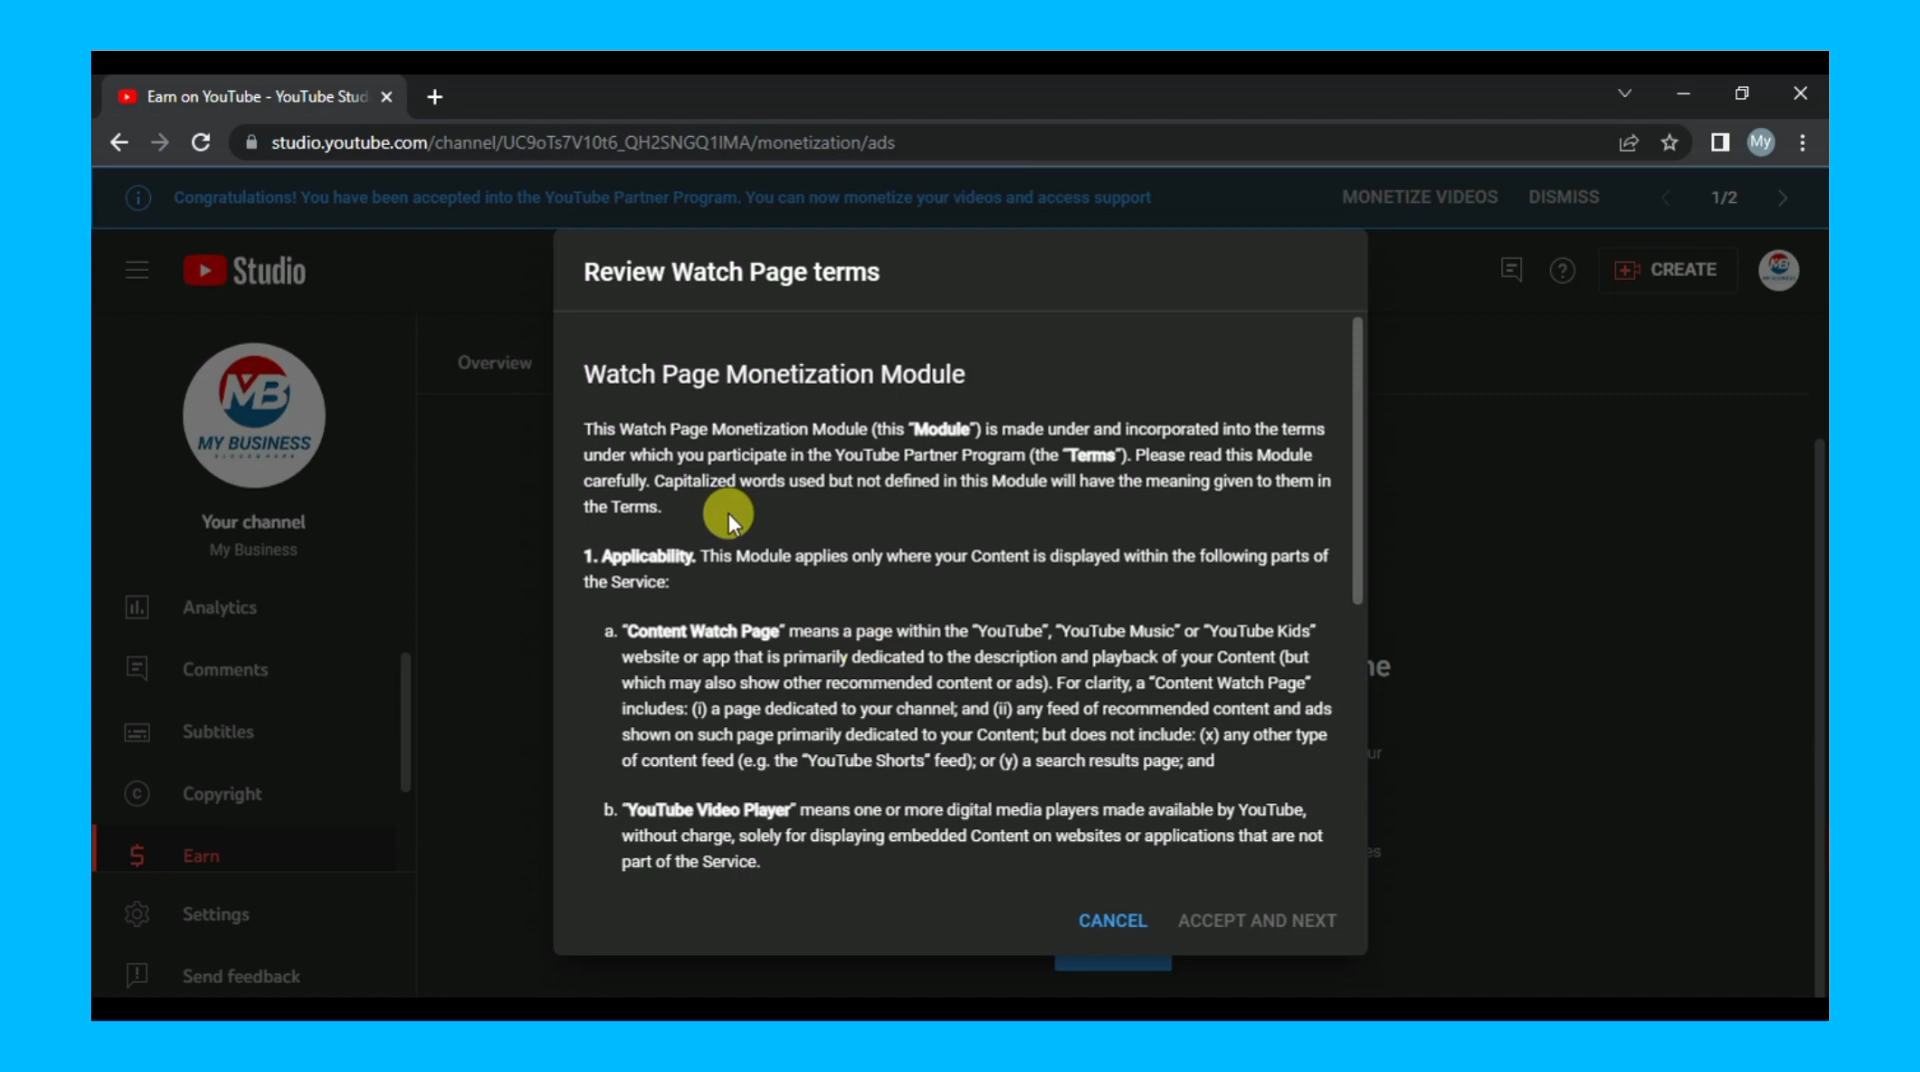 Earn on YouTube - YouTube Stud
studio.youtube.com/channel/UC9oTs7V10t6_QH2SNGQ1IMA/monetization/ads
My
Congratulations! You have been accepted into the YouTube Partner Program. You can now monetize your videos and access support
MONETIZE VIDEOS
DISMISS
1/2
Studio
CREATE
MB
MY BUSINESS
Your channel
My Business
Analytics
Comments
Subtitles
Copyright
Earn
Settings
Send feedback
Overview
Review Watch Page terms
Watch Page Monetization Module
This Watch Page Monetization Module (this "Module") is made under and incorporated into the terms
under which you participate in the YouTube Partner Program (the "Terms"). Please read this Module
carefully. Capitalized words used but not defined in this Module will have the meaning given to them in
the Terms.
1. Applicability. This Module applies only where your Content is displayed within the following parts of
the Service:
a. "Content Watch Page" means a page within the "YouTube", "YouTube Music" or "YouTube Kids"
website or app that is primarily dedicated to the description and playback of your Content (but
which may also show other recommended content or ads). For clarity, a "Content Watch Page"
includes: (i) a page dedicated to your channel; and (ii) any feed of recommended content and ads
shown on such page primarily dedicated to your Content; but does not include: (x) any other type
of content feed (e.g. the "YouTube Shorts" feed); or (y) a search results page; and
b. "YouTube Video Player" means one or more digital media players made available by YouTube,
without charge, solely for displaying embedded Content on websites or applications that are not
part of the Service.
CANCEL
ACCEPT AND NEXT